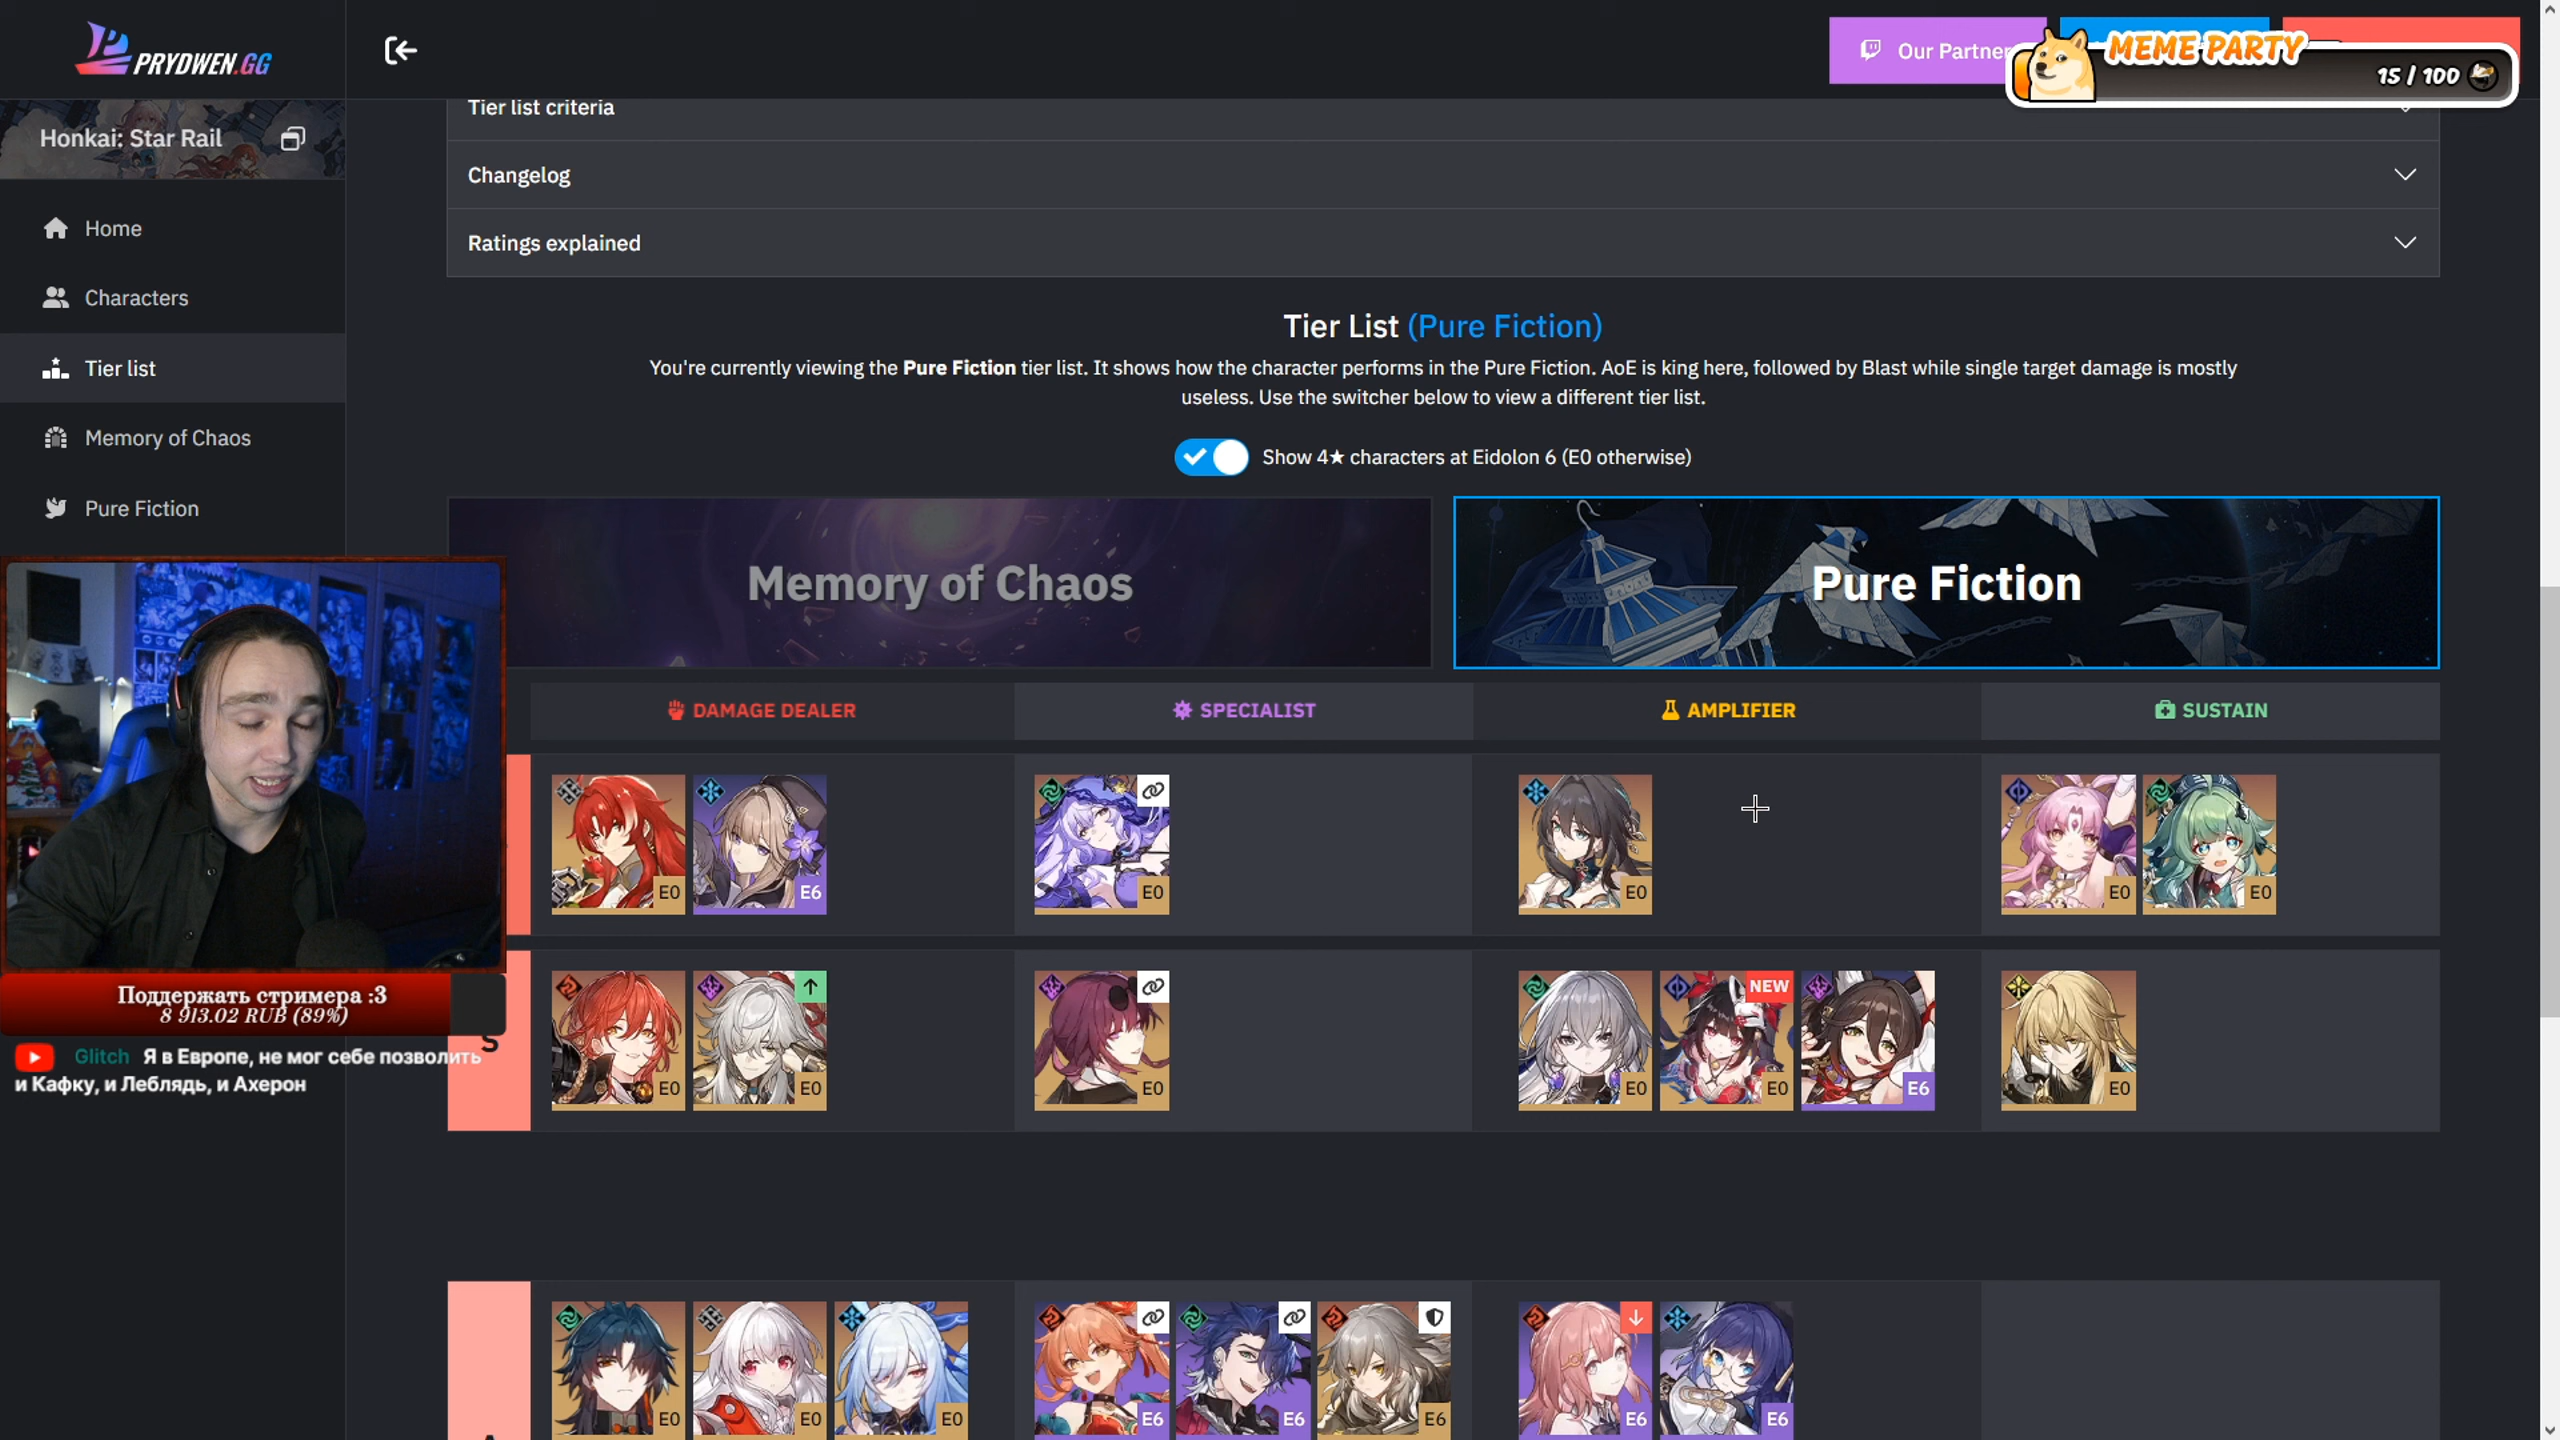 PRYDWEN.GG
Our Partner
MEME PARTY
15 / 100
Honkai: Star Rail
Home
Characters
Tier list
Memory of Chaos
Pure Fiction
Tier list criteria
Changelog
Ratings explained
Tier List (Pure Fiction)
You're currently viewing the Pure Fiction tier list. It shows how the character performs in the Pure Fiction. AoE is king here, followed by Blast while single target damage is mostly
useless. Use the switcher below to view a different tier list.
Show 4★ characters at Eidolon 6 (E0 otherwise)
Memory of Chaos
Pure Fiction
DAMAGE DEALER
SPECIALIST
AMPLIFIER
SUSTAIN
E0 E6 E0 E0 E0 E0
NEW
S
E0 E0 E0 E0 E0 E6 E0
E0 E0 E0 E6 E6 E6 E6 E6
Поддержать стримера :3
8 913.02 RUB (89%)
Glitch Я в Европе, не мог себе позволить
и Кафку, и Леблядь, и Ахерон